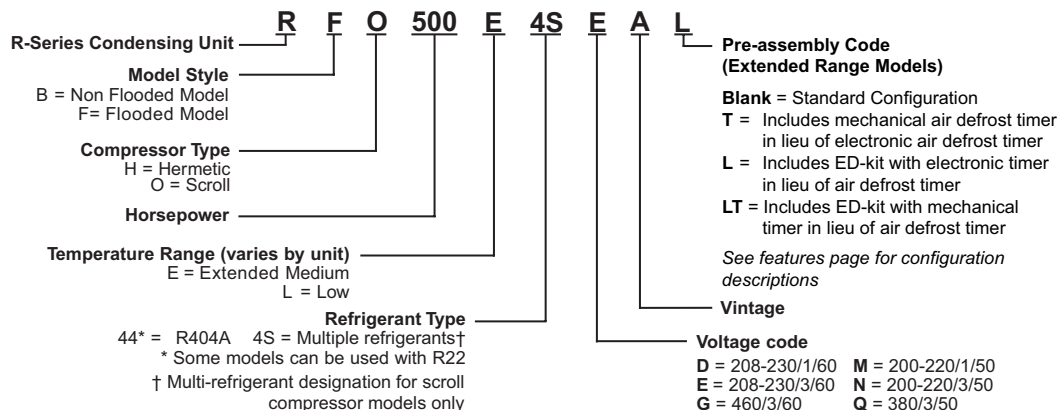 R F O 500 E 4S E A L
R-Series Condensing Unit
Model Style
B = Non Flooded Model
F= Flooded Model
Compressor Type
H = Hermetic
O = Scroll
Horsepower
Temperature Range (varies by unit)
E = Extended Medium
L = Low
Refrigerant Type
44* = R404A 4S = Multiple refrigerants†
* Some models can be used with R22
† Multi-refrigerant designation for scroll
compressor models only
Pre-assembly Code
(Extended Range Models)
Blank = Standard Configuration
T = Includes mechanical air defrost timer
in lieu of electronic air defrost timer
L = Includes ED-kit with electronic timer
in lieu of air defrost timer
LT = Includes ED-kit with mechanical
timer in lieu of air defrost timer
See features page for configuration
descriptions
Vintage
Voltage code
D = 208-230/1/60 M = 200-220/1/50
E = 208-230/3/60 N = 200-220/3/50
G = 460/3/60 Q = 380/3/50